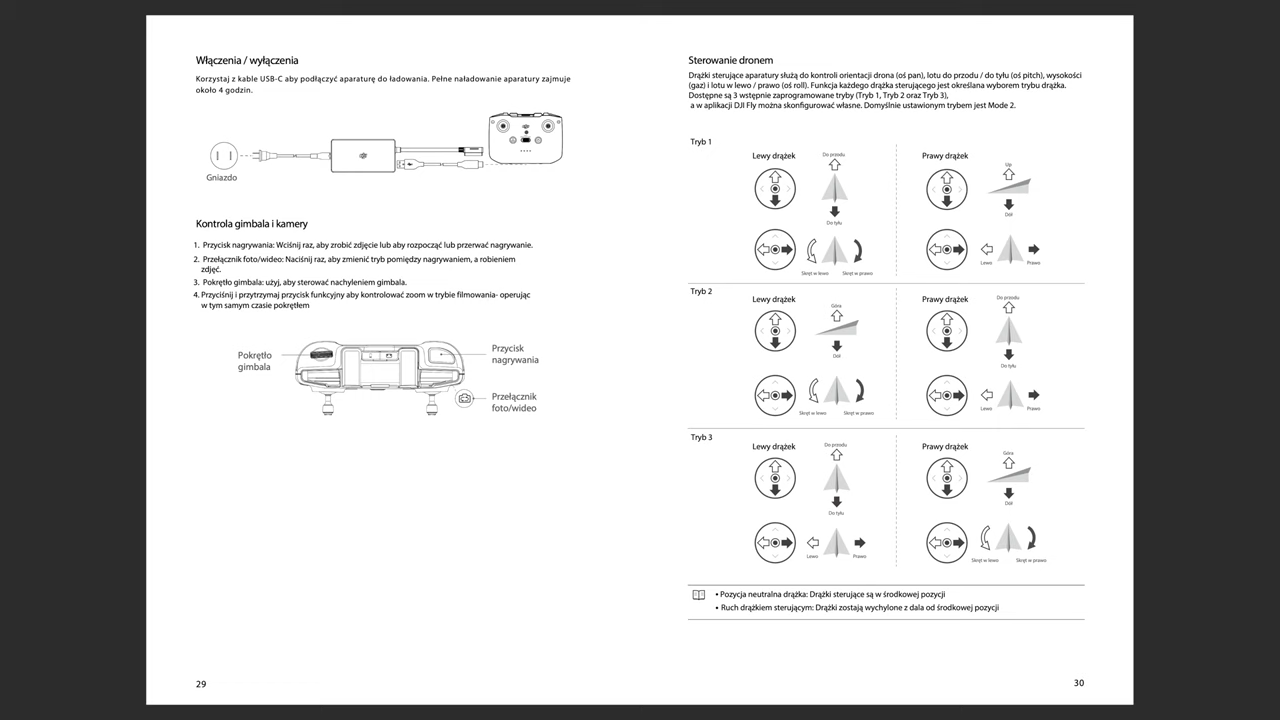 Włączenia / wyłączenia
Korzystaj z kable USB-C aby podłączyć aparaturę do ładowania. Pełne naładowanie aparatury zajmuje
około 4 godzin.
Gniazdo
Kontrola gimbala i kamery
1. Przycisk nagrywania: Wciśnij raz, aby zrobić zdjęcie lub aby rozpocząć lub przerwać nagrywanie.
2. Przełącznik foto/wideo: Naciśnij raz, aby zmienić tryb pomiędzy nagrywaniem, a robieniem
zdjęć.
3. Pokrętło gimbala: użyj, aby sterować nachyleniem gimbala.
4. Przyciśnij i przytrzymaj przycisk funkcyjny aby kontrolować zoom w trybie filmowania- operując
w tym samym czasie pokrętłem
Pokrętło
gimbala
Przycisk
nagrywania
Przełącznik
foto/wideo
29
Sterowanie dronem
Drążki sterujące aparatury służą do kontroli orientacji drona (oś pan), lotu do przodu / do tyłu (oś pitch), wysokości
(gaz) i lotu w lewo / prawo (oś roll). Funkcja każdego drążka sterującego jest określana wyborem trybu drążka.
Dostępne są 3 wstępnie zaprogramowane tryby (Tryb 1, Tryb 2 oraz Tryb 3),
a w aplikacji DJI Fly można skonfigurować własne. Domyślnie ustawionym trybem jest Mode 2.
Tryb 1
Lewy drążek
Do przodu
Do tyłu
Skręt w lewo
Skręt w prawo
Prawy drążek
Up
Dół
Lewo
Prawo
Tryb 2
Lewy drążek
Góra
Dół
Skręt w lewo
Skręt w prawo
Prawy drążek
Do przodu
Do tyłu
Lewo
Prawo
Tryb 3
Lewy drążek
Do przodu
Do tyłu
Lewo
Prawo
Prawy drążek
Góra
Dół
Skręt w lewo
Skręt w prawo
• Pozycja neutralna drążka: Drążki sterujące są w środkowej pozycji
• Ruch drążkiem sterującym: Drążki zostają wychylone z dala od środkowej pozycji
30